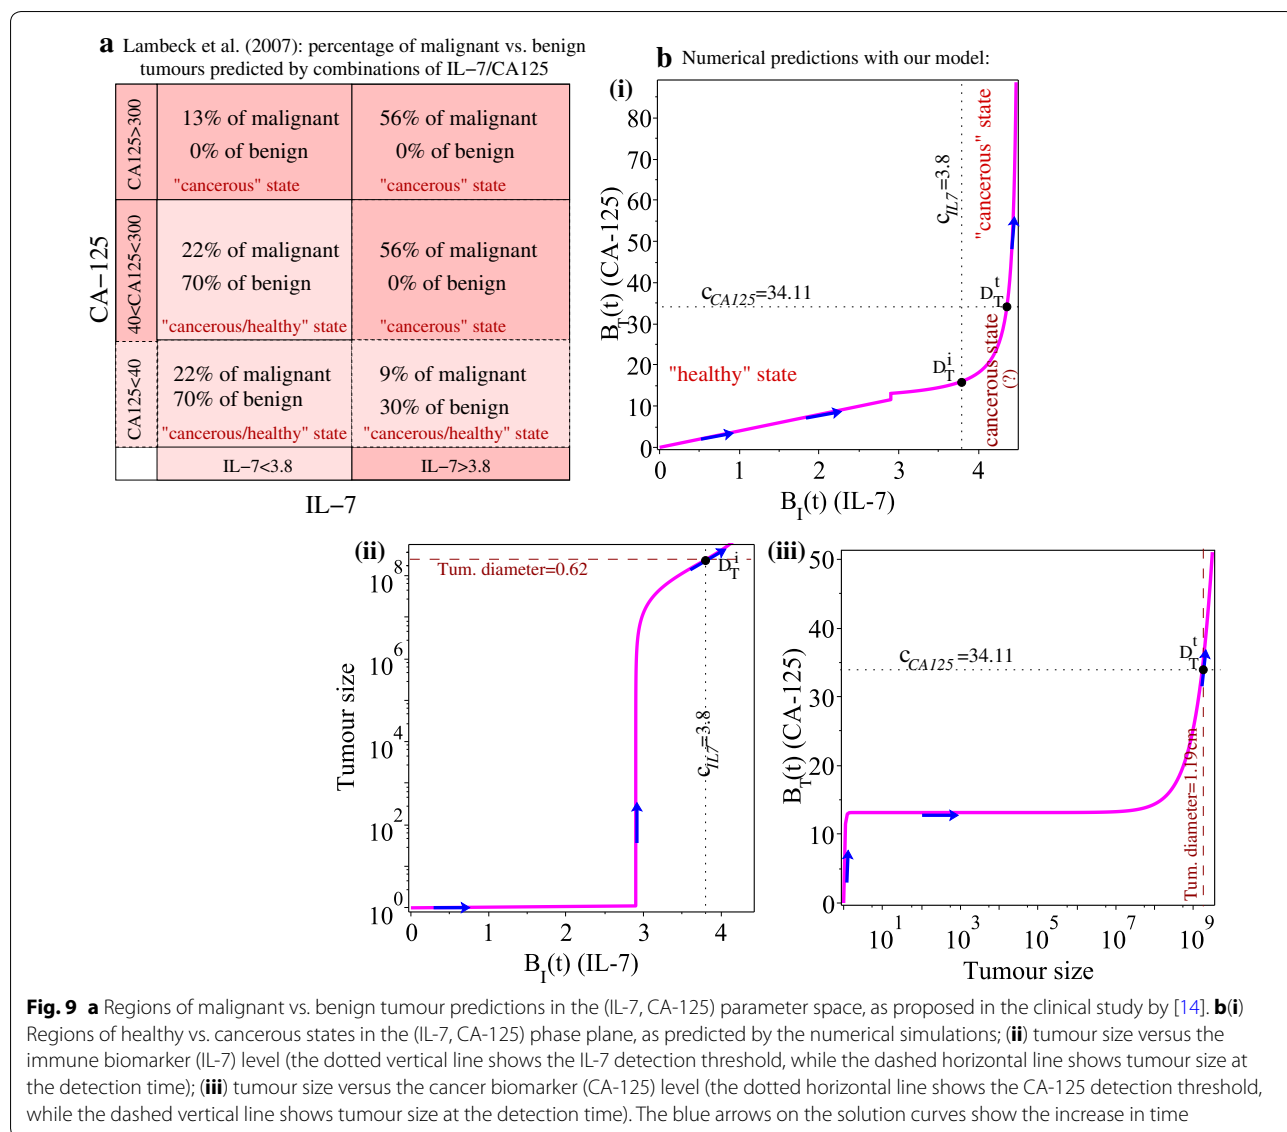 a Lambeck et al. (2007): percentage of malignant vs. benign
tumours predicted by combinations of IL−7/CA125
CA−125
CA125>300
13% of malignant
0% of benign
"cancerous" state
56% of malignant
0% of benign
"cancerous" state
40<CA125<300
22% of malignant
70% of benign
"cancerous/healthy" state
56% of malignant
0% of benign
"cancerous" state
CA125<40
22% of malignant
70% of benign
"cancerous/healthy" state
9% of malignant
30% of benign
"cancerous/healthy" state
IL−7<3.8
IL−7>3.8
IL−7
b Numerical predictions with our model:
(i)
B_T(t) (CA-125)
80
70
60
50
40
30
20
10
0
c_IL7=3.8
"cancerous" state
c_CA125=34.11
D_T^t
D_T^i
"healthy" state
cancerous state
(?)
0 1 2 3 4
B_I(t) (IL-7)
(ii)
Tumour size
10^8
10^6
10^4
10^2
10^0
Tum. diameter=0.62
D_T^i
c_IL7=3.8
0 1 2 3 4
B_I(t) (IL-7)
(iii)
B_T(t) (CA-125)
50
40
30
20
10
0
c_CA125=34.11
D_T^t
Tum. diameter=1.19cm
10^1 10^3 10^5 10^7 10^9
Tumour size
Fig. 9 a Regions of malignant vs. benign tumour predictions in the (IL-7, CA-125) parameter space, as proposed in the clinical study by [14]. b(i)
Regions of healthy vs. cancerous states in the (IL-7, CA-125) phase plane, as predicted by the numerical simulations; (ii) tumour size versus the
immune biomarker (IL-7) level (the dotted vertical line shows the IL-7 detection threshold, while the dashed horizontal line shows tumour size at
the detection time); (iii) tumour size versus the cancer biomarker (CA-125) level (the dotted horizontal line shows the CA-125 detection threshold,
while the dashed vertical line shows tumour size at the detection time). The blue arrows on the solution curves show the increase in time